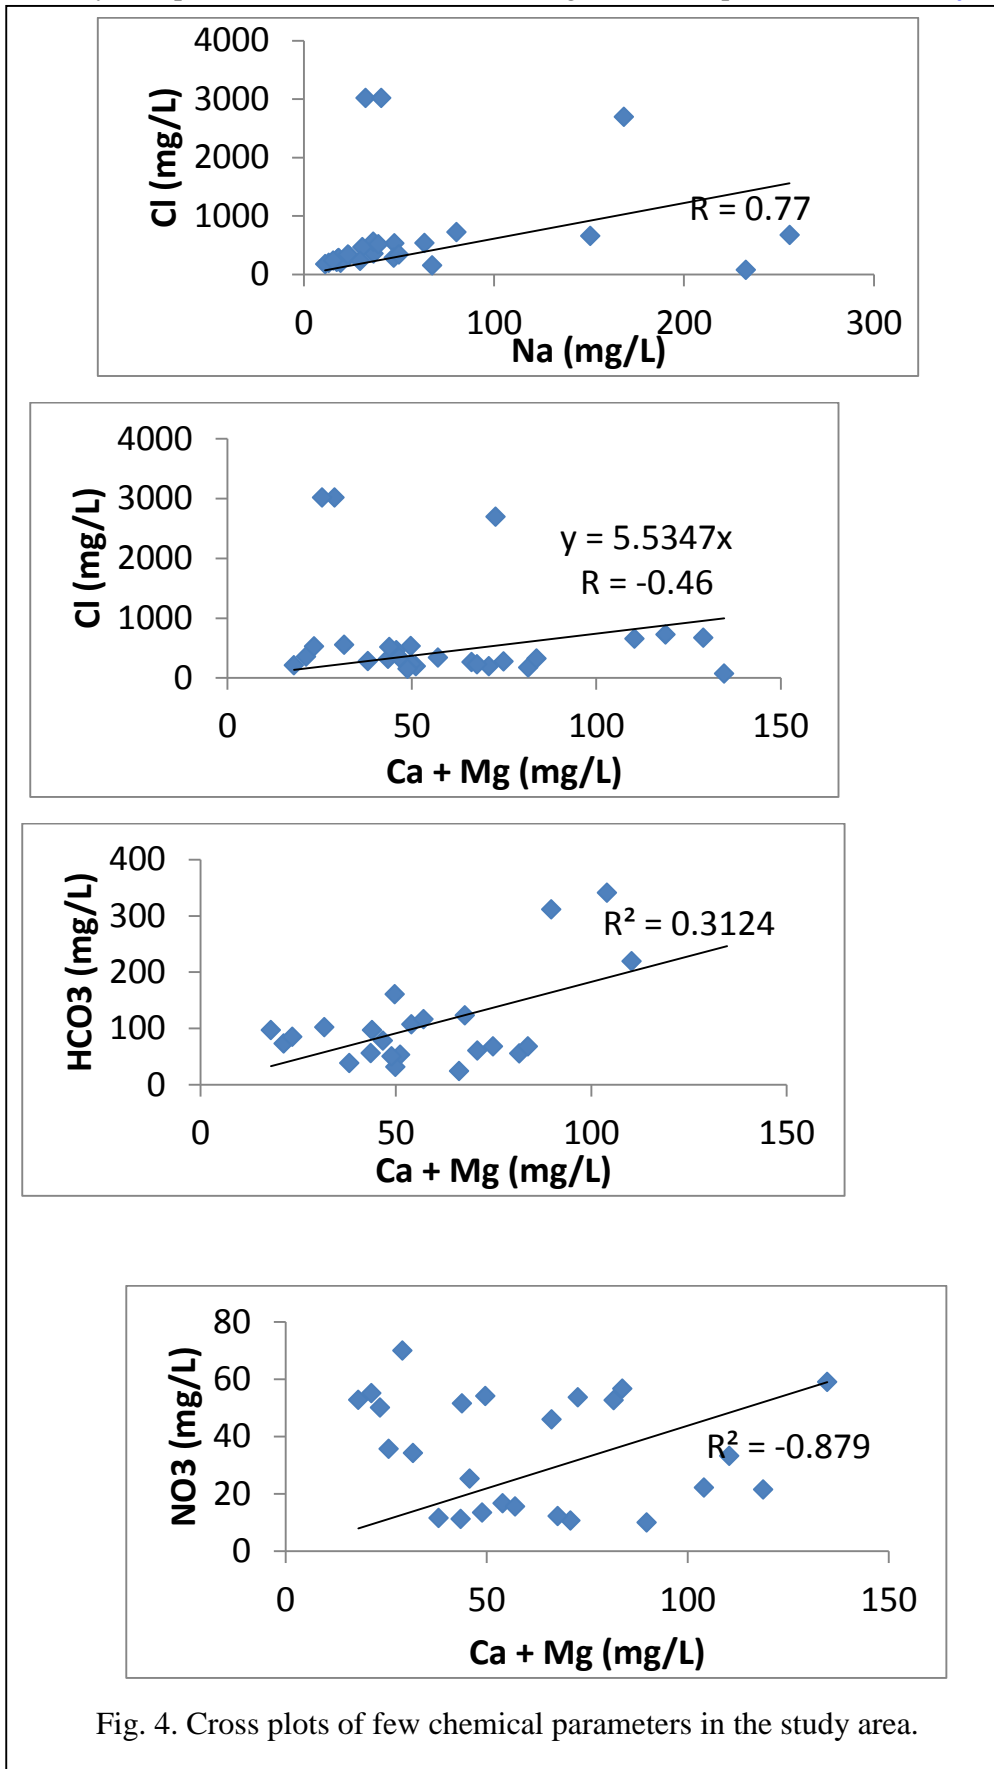 4000
3000
2000
1000
0
Cl (mg/L)
R = 0.77
0 100 200 300
Na (mg/L)
4000
3000
2000
1000
0
Cl (mg/L)
y = 5.5347x
R = -0.46
0 50 100 150
Ca + Mg (mg/L)
400
300
200
100
0
HCO3 (mg/L)
R² = 0.3124
0 50 100 150
Ca + Mg (mg/L)
80
60
40
20
0
NO3 (mg/L)
R² = -0.879
0 50 100 150
Ca + Mg (mg/L)
Fig. 4. Cross plots of few chemical parameters in the study area.